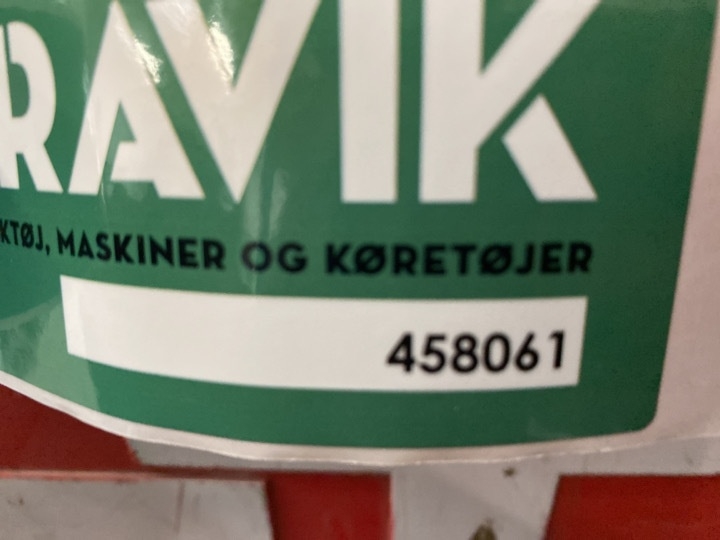 RAVIK
KTØJ, MASKINER OG KØRETØJER
458061